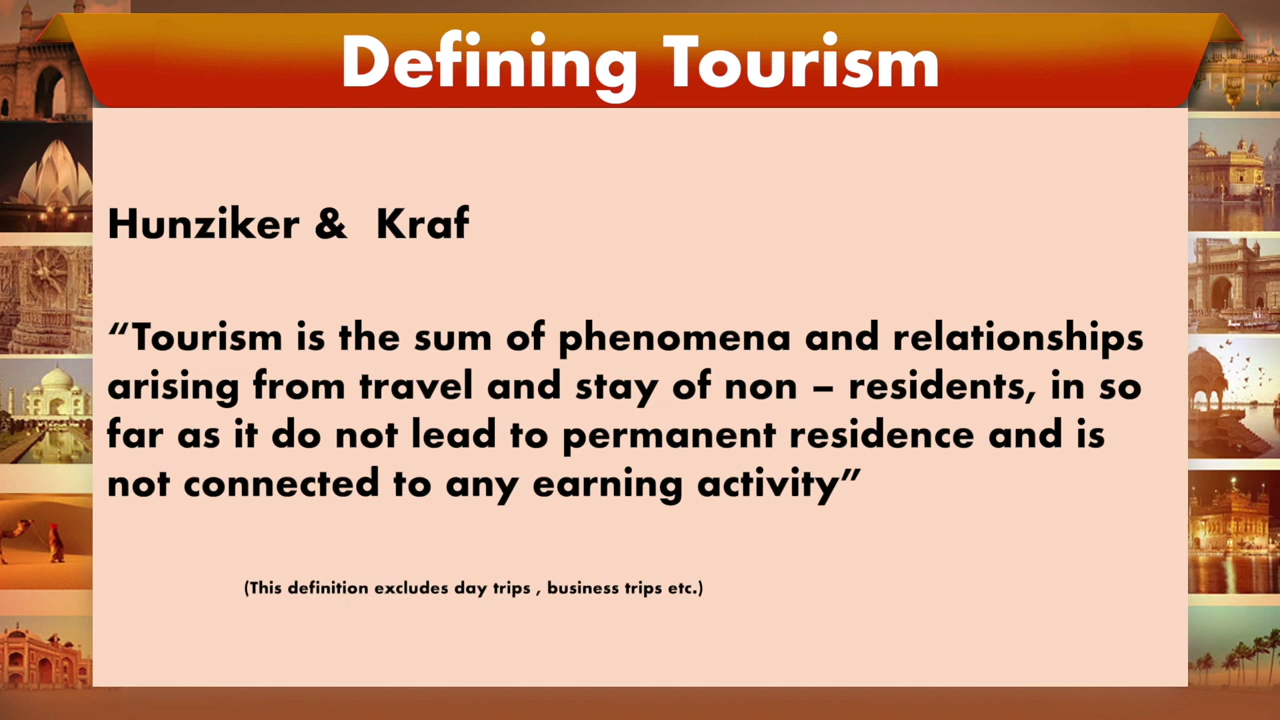 Defining Tourism
Hunziker &  Kraf
“Tourism is the sum of phenomena and relationships
arising from travel and stay of non – residents, in so
far as it do not lead to permanent residence and is
not connected to any earning activity”
(This definition excludes day trips , business trips etc.)